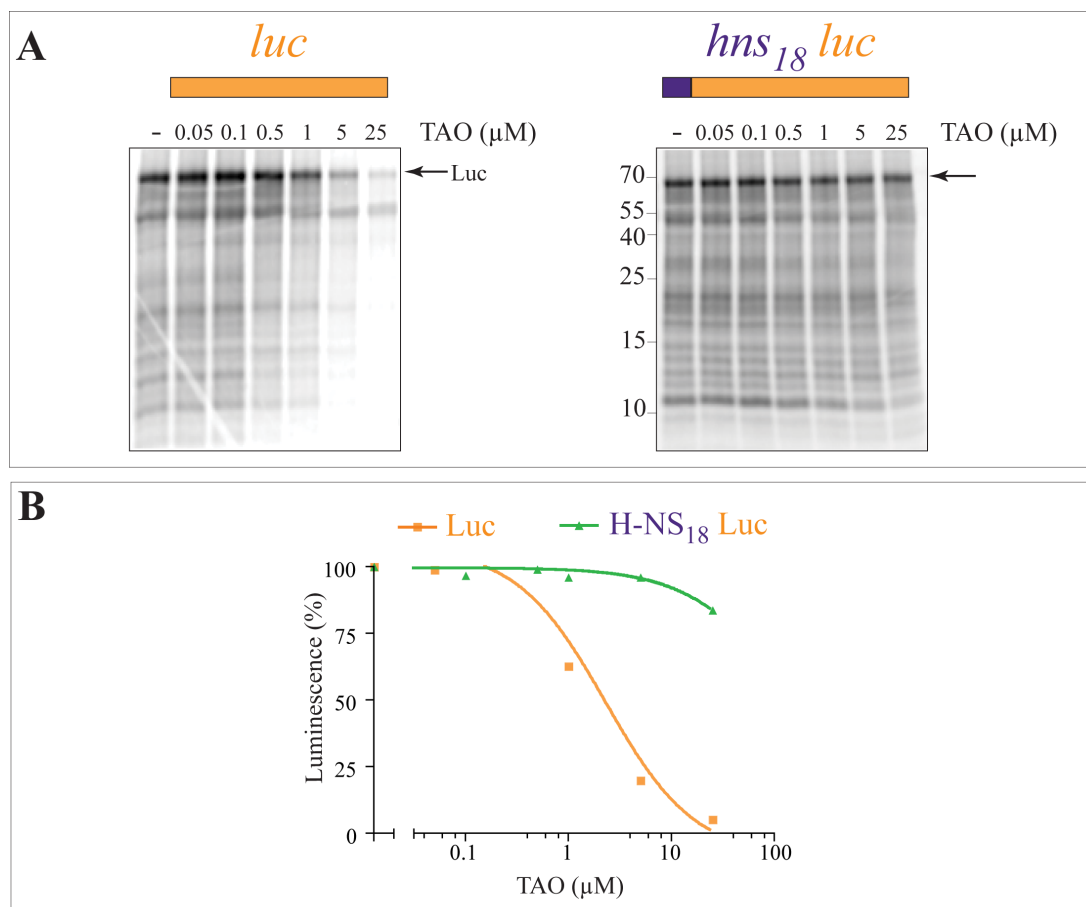 A
luc
hns18 luc
- 0.05 0.1 0.5 1 5 25 TAO (µM)
- 0.05 0.1 0.5 1 5 25 TAO (µM)
Luc
70
55
40
25
15
10
B
Luc
H-NS18 Luc
100
75
50
25
0
Luminescence (%)
0.1 1 10 100
TAO (µM)